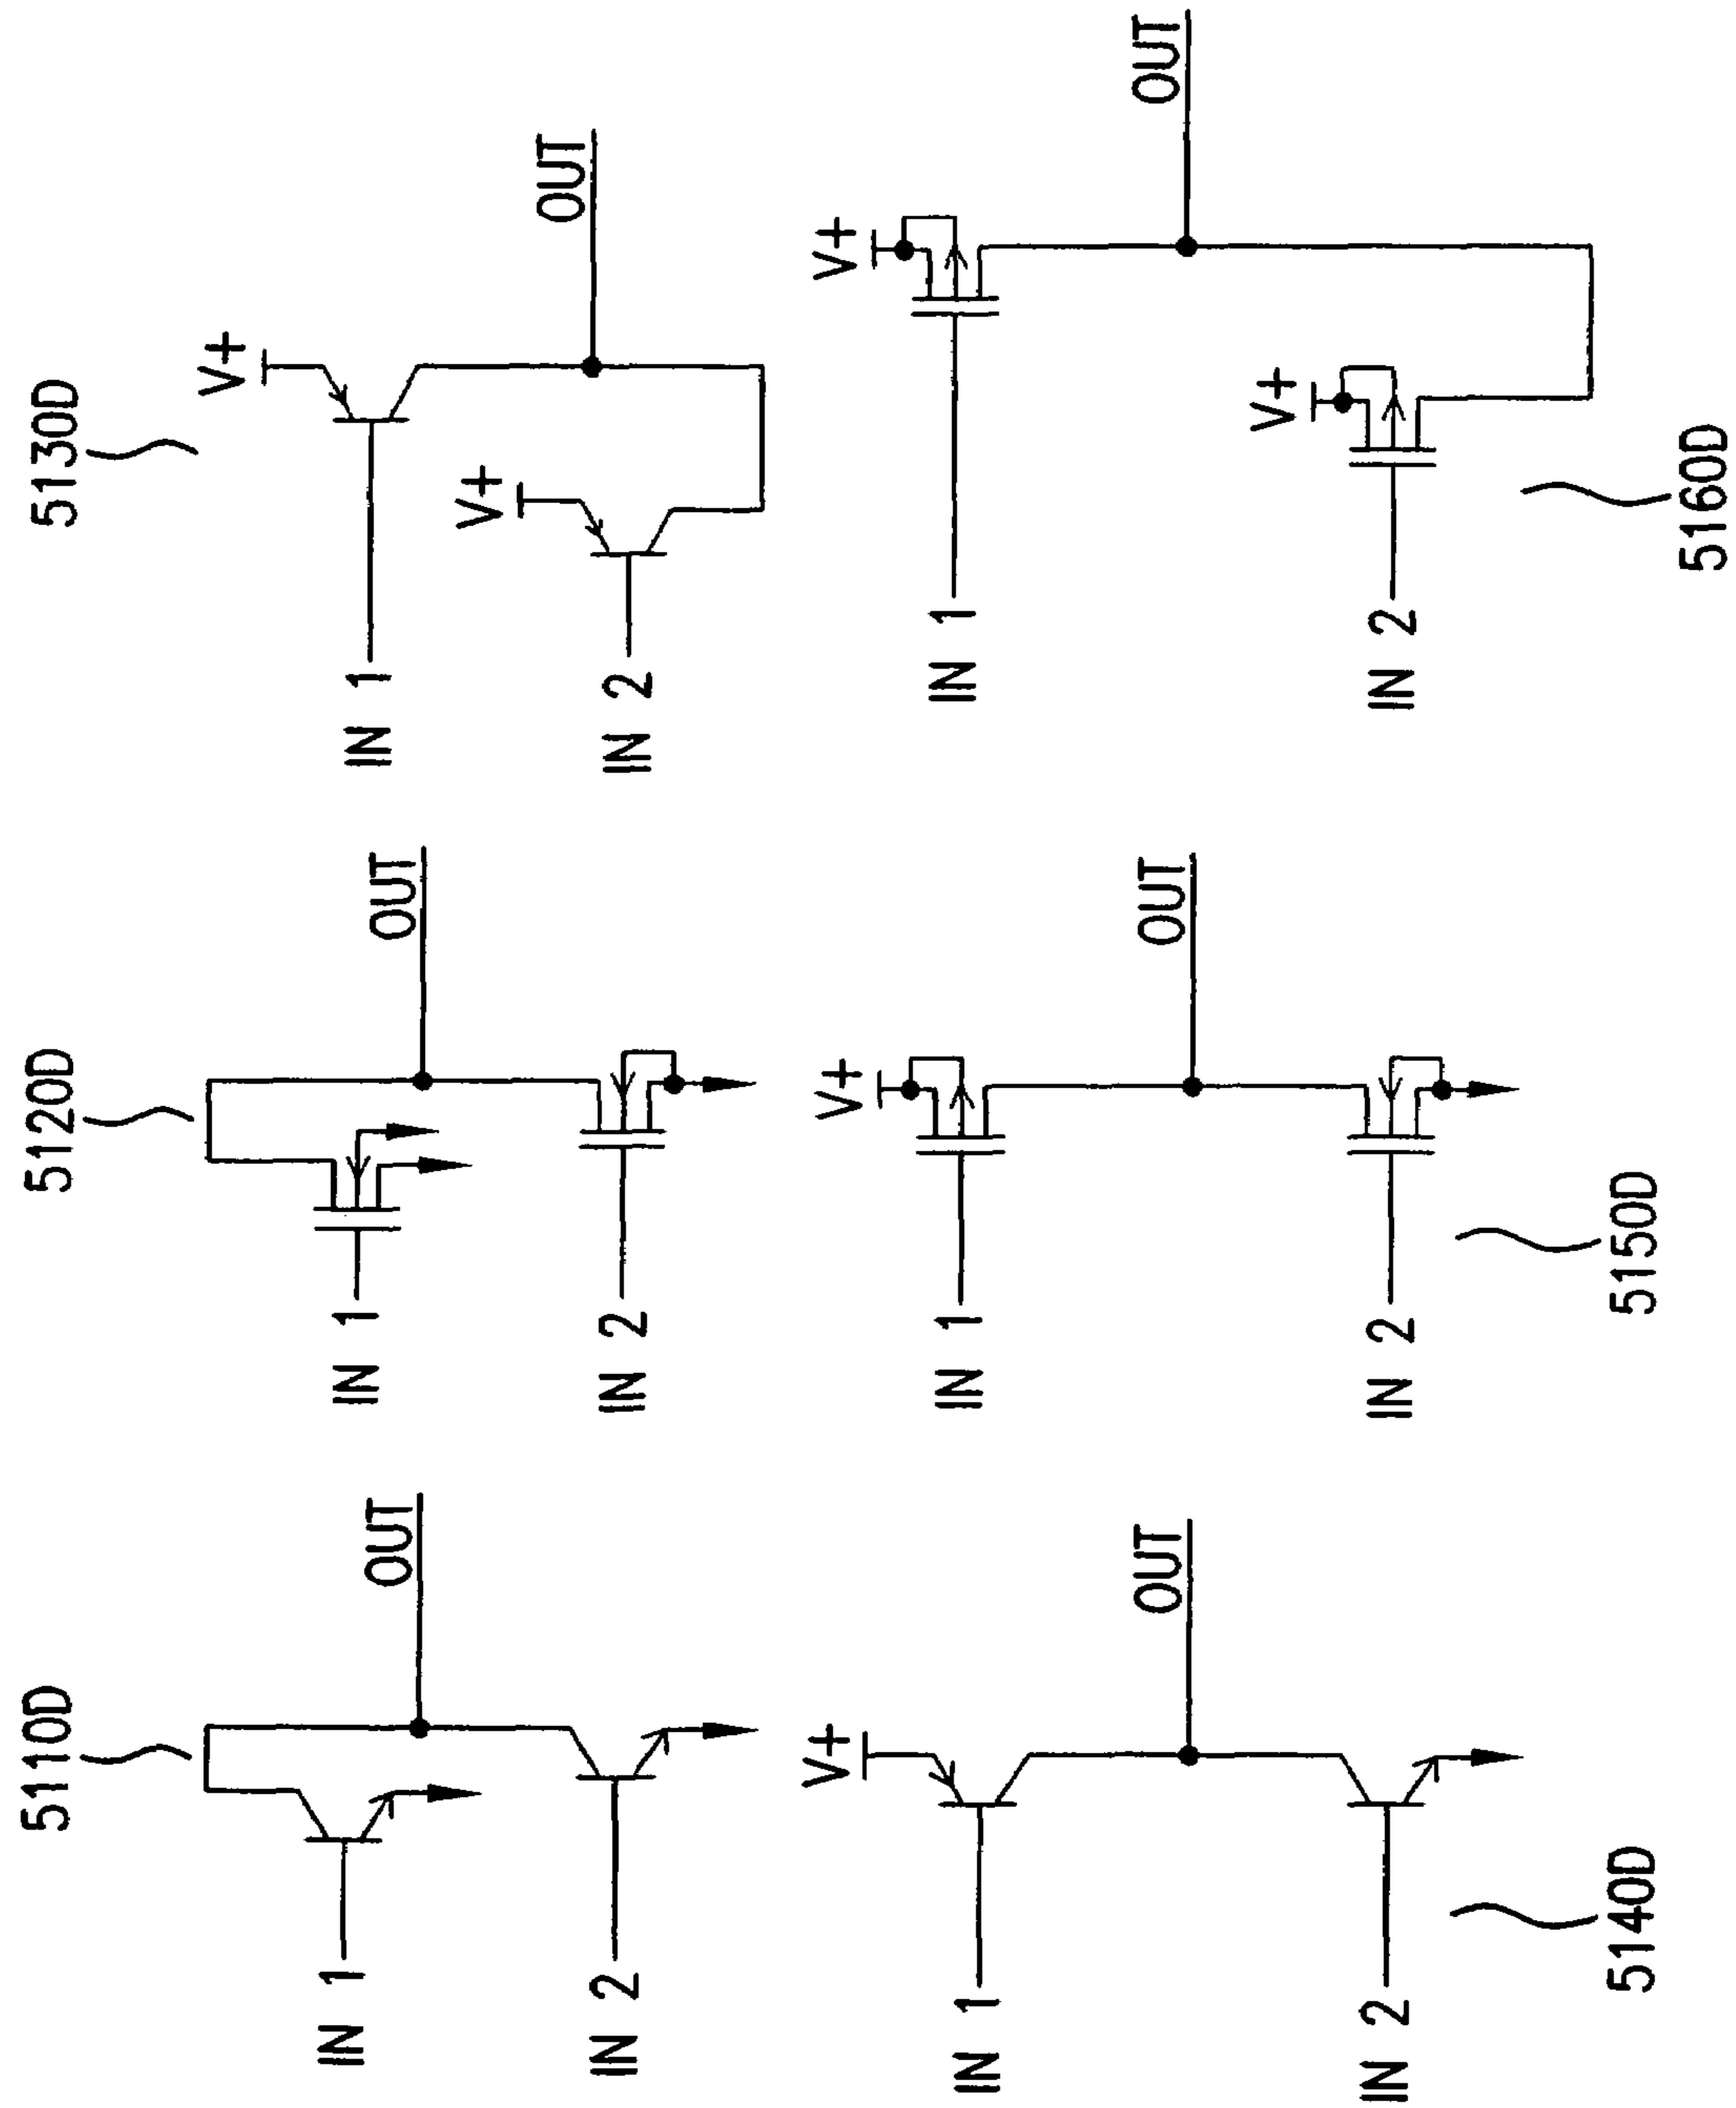 5110D
IN 1
OUT
IN 2
5120D
IN 1
OUT
IN 2
5130D
V+
IN 1
V+
OUT
IN 2
V+
IN 1
OUT
IN 2
5140D
V+
IN 1
OUT
IN 2
5150D
V+
IN 1
OUT
V+
IN 2
5160D